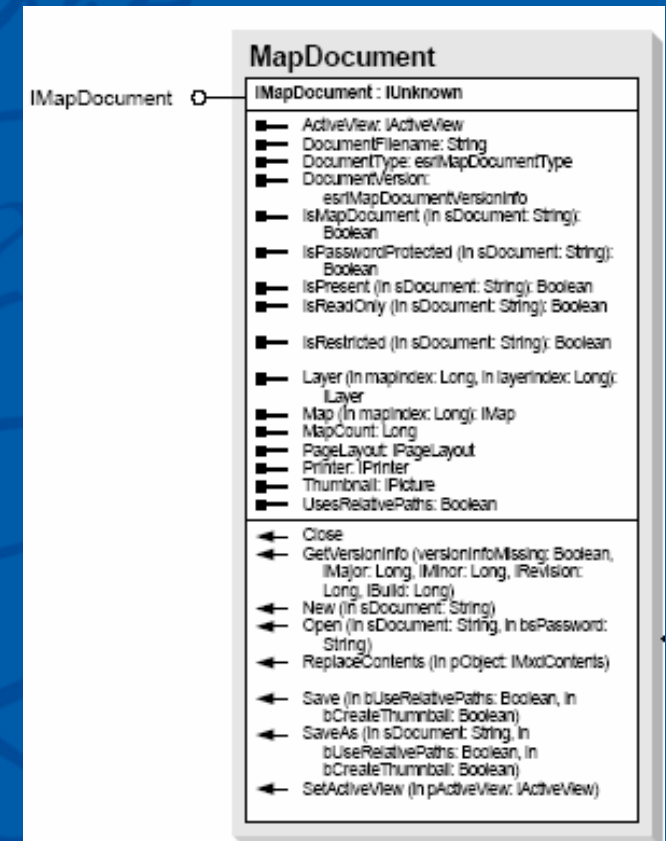 MapDocument
IMapDocument
IMapDocument : IUnknown
ActiveView: IActiveView
DocumentFilename: String
DocumentType: esriMapDocumentType
DocumentVersion:
esriMapDocumentVersionInfo
IsMapDocument (in sDocument: String):
Boolean
IsPasswordProtected (in sDocument: String):
Boolean
IsPresent (in sDocument: String): Boolean
IsReadOnly (in sDocument: String): Boolean
IsRestricted (in sDocument: String): Boolean
Layer (in mapIndex: Long, in layerIndex: Long):
ILayer
Map (in mapIndex: Long): IMap
MapCount: Long
PageLayout: IPageLayout
Printer: IPrinter
Thumbnail: IPicture
UsesRelativePaths: Boolean
Close
GetVersionInfo (versionInfoMissing: Boolean,
lMajor: Long, lMinor: Long, lRevision:
Long, lBuild: Long)
New (in sDocument: String)
Open (in sDocument: String, in bsPassword:
String)
ReplaceContents (in pObject: IMxdContents)
Save (in bUseRelativePaths: Boolean, in
bCreateThumnbail: Boolean)
SaveAs (in sDocument: String, in
bUseRelativePaths: Boolean, in
bCreateThumnbail: Boolean)
SetActiveView (in pActiveView: IActiveView)